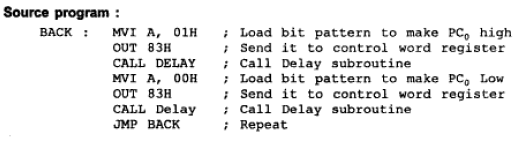 Source program :
BACK : MVI A, 01H ; Load bit pattern to make PC0 high
OUT 83H ; Send it to control word register
CALL DELAY ; Call Delay subroutine
MVI A, 00H ; Load bit pattern to make PC0 Low
OUT 83H ; Send it to control word register
CALL Delay ; Call Delay subroutine
JMP BACK ; Repeat